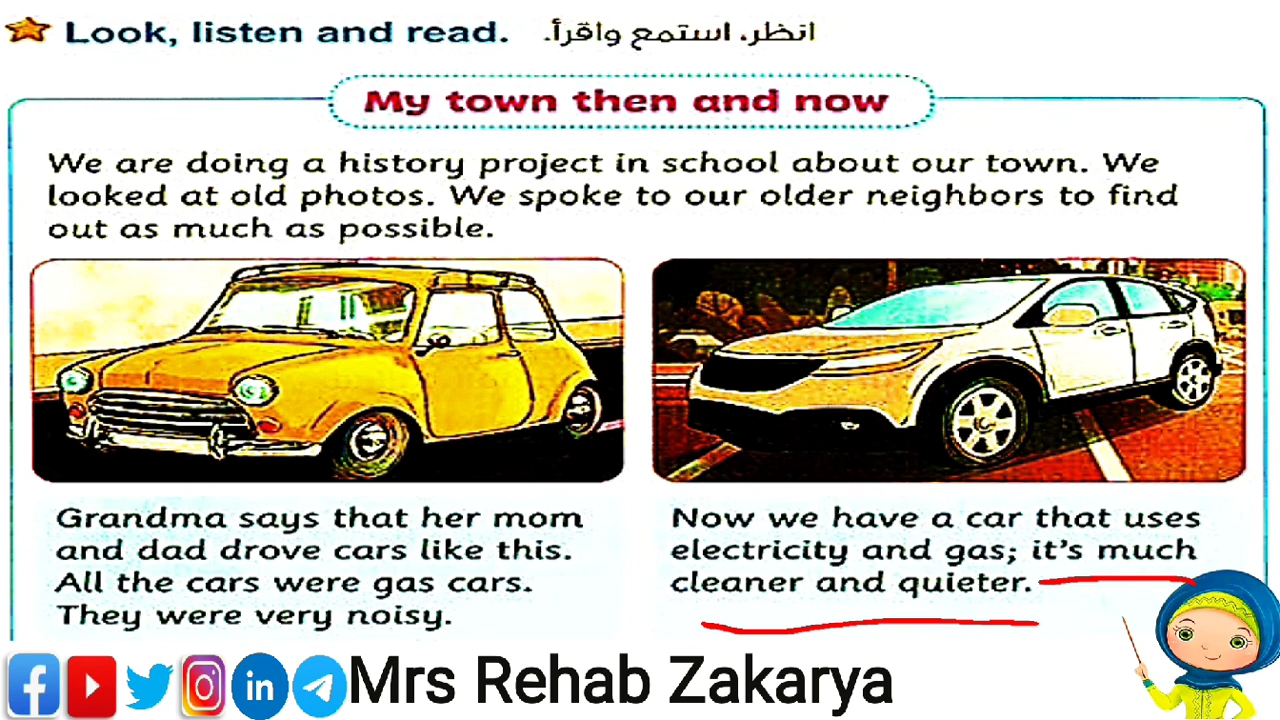 Look, listen and read. انظر، استمع واقرأ.
My town then and now
We are doing a history project in school about our town. We
looked at old photos. We spoke to our older neighbors to find
out as much as possible.
Grandma says that her mom
and dad drove cars like this.
All the cars were gas cars.
They were very noisy.
Now we have a car that uses
electricity and gas; it's much
cleaner and quieter.
Mrs Rehab Zakarya